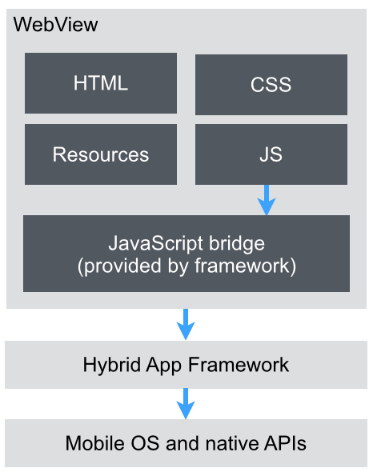 WebView
HTML
CSS
Resources
JS
JavaScript bridge
(provided by framework)
Hybrid App Framework
Mobile OS and native APIs